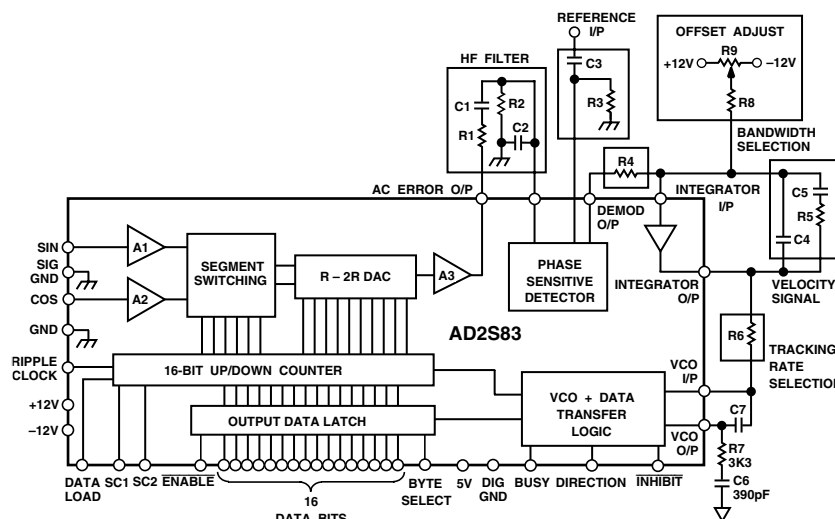 REFERENCE
I/P
OFFSET ADJUST
R9
+12V
–12V
R8
HF FILTER
C3
R3
C1
R2
C2
R1
BANDWIDTH
SELECTION
R4
AC ERROR O/P
DEMOD
O/P
INTEGRATOR
I/P
C5
R5
C4
SIN
A1
SEGMENT
SWITCHING
R – 2R DAC
A3
SIG
GND
COS
A2
PHASE
SENSITIVE
DETECTOR
INTEGRATOR
O/P
VELOCITY
SIGNAL
GND
AD2S83
R6
TRACKING
RATE
SELECTION
RIPPLE
CLOCK
16-BIT UP/DOWN COUNTER
VCO
I/P
+12V
–12V
OUTPUT DATA LATCH
VCO + DATA
TRANSFER
LOGIC
C7
VCO
O/P
R7
3K3
C6
390pF
DATA
LOAD
SC1
SC2
ENABLE
16
DATA BITS
BYTE
SELECT
5V
DIG
GND
BUSY
DIRECTION
INHIBIT